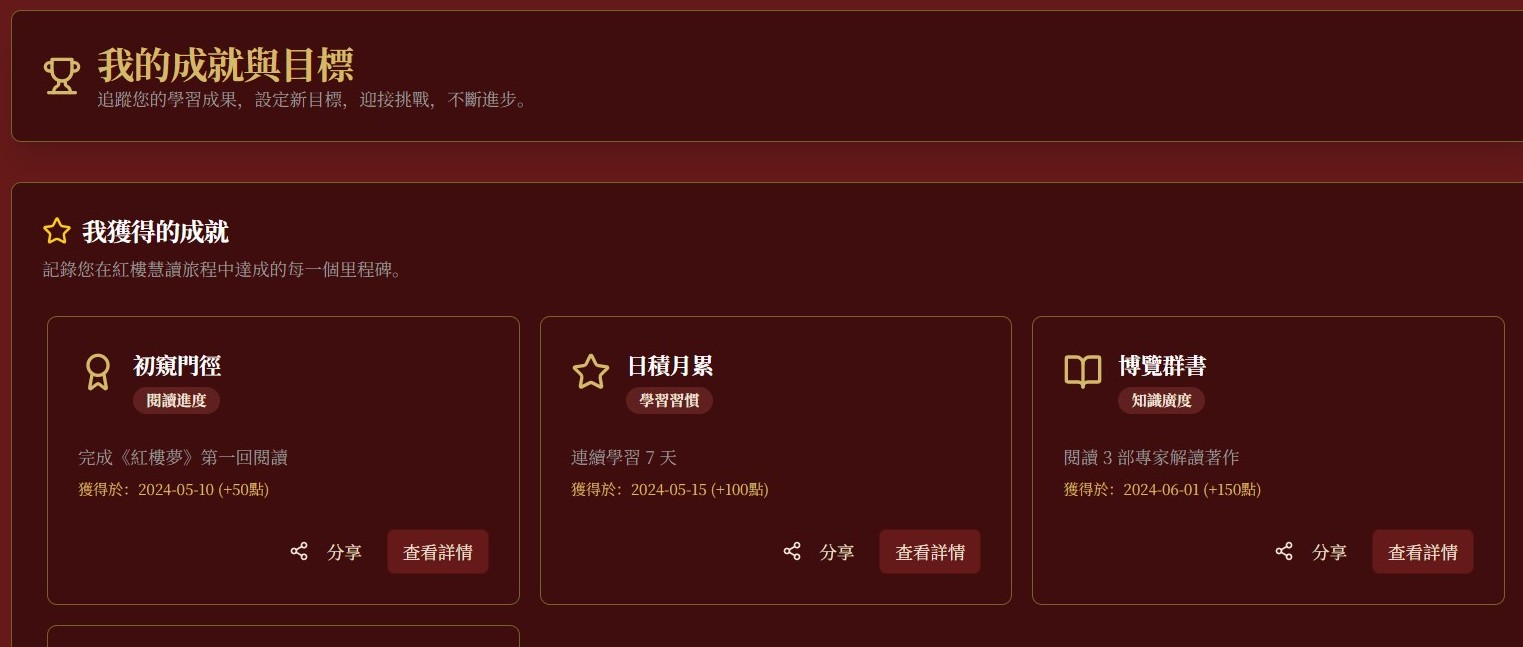 我的成就與目標
追蹤您的學習成果，設定新目標，迎接挑戰，不斷進步。
我獲得的成就
記錄您在紅樓慧讀旅程中達成的每一個里程碑。
初窺門徑
閱讀進度
完成《紅樓夢》第一回閱讀
獲得於：2024-05-10 (+50點)
分享
查看詳情
日積月累
學習習慣
連續學習 7 天
獲得於：2024-05-15 (+100點)
分享
查看詳情
博覽群書
知識廣度
閱讀 3 部專家解讀著作
獲得於：2024-06-01 (+150點)
分享
查看詳情